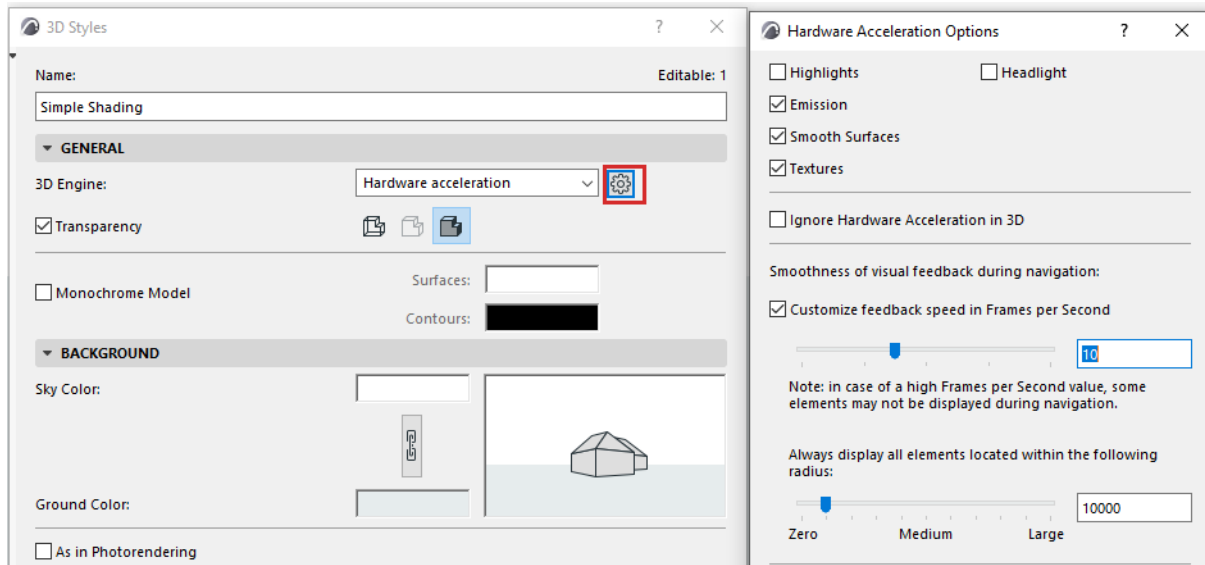 3D Styles
?
Name:
Editable: 1
Simple Shading
GENERAL
3D Engine:
Hardware acceleration
Transparency
Monochrome Model
Surfaces:
Contours:
BACKGROUND
Sky Color:
Ground Color:
As in Photorendering
Hardware Acceleration Options
?
Highlights
Headlight
Emission
Smooth Surfaces
Textures
Ignore Hardware Acceleration in 3D
Smoothness of visual feedback during navigation:
Customize feedback speed in Frames per Second
10
Note: in case of a high Frames per Second value, some
elements may not be displayed during navigation.
Always display all elements located within the following
radius:
10000
Zero Medium Large